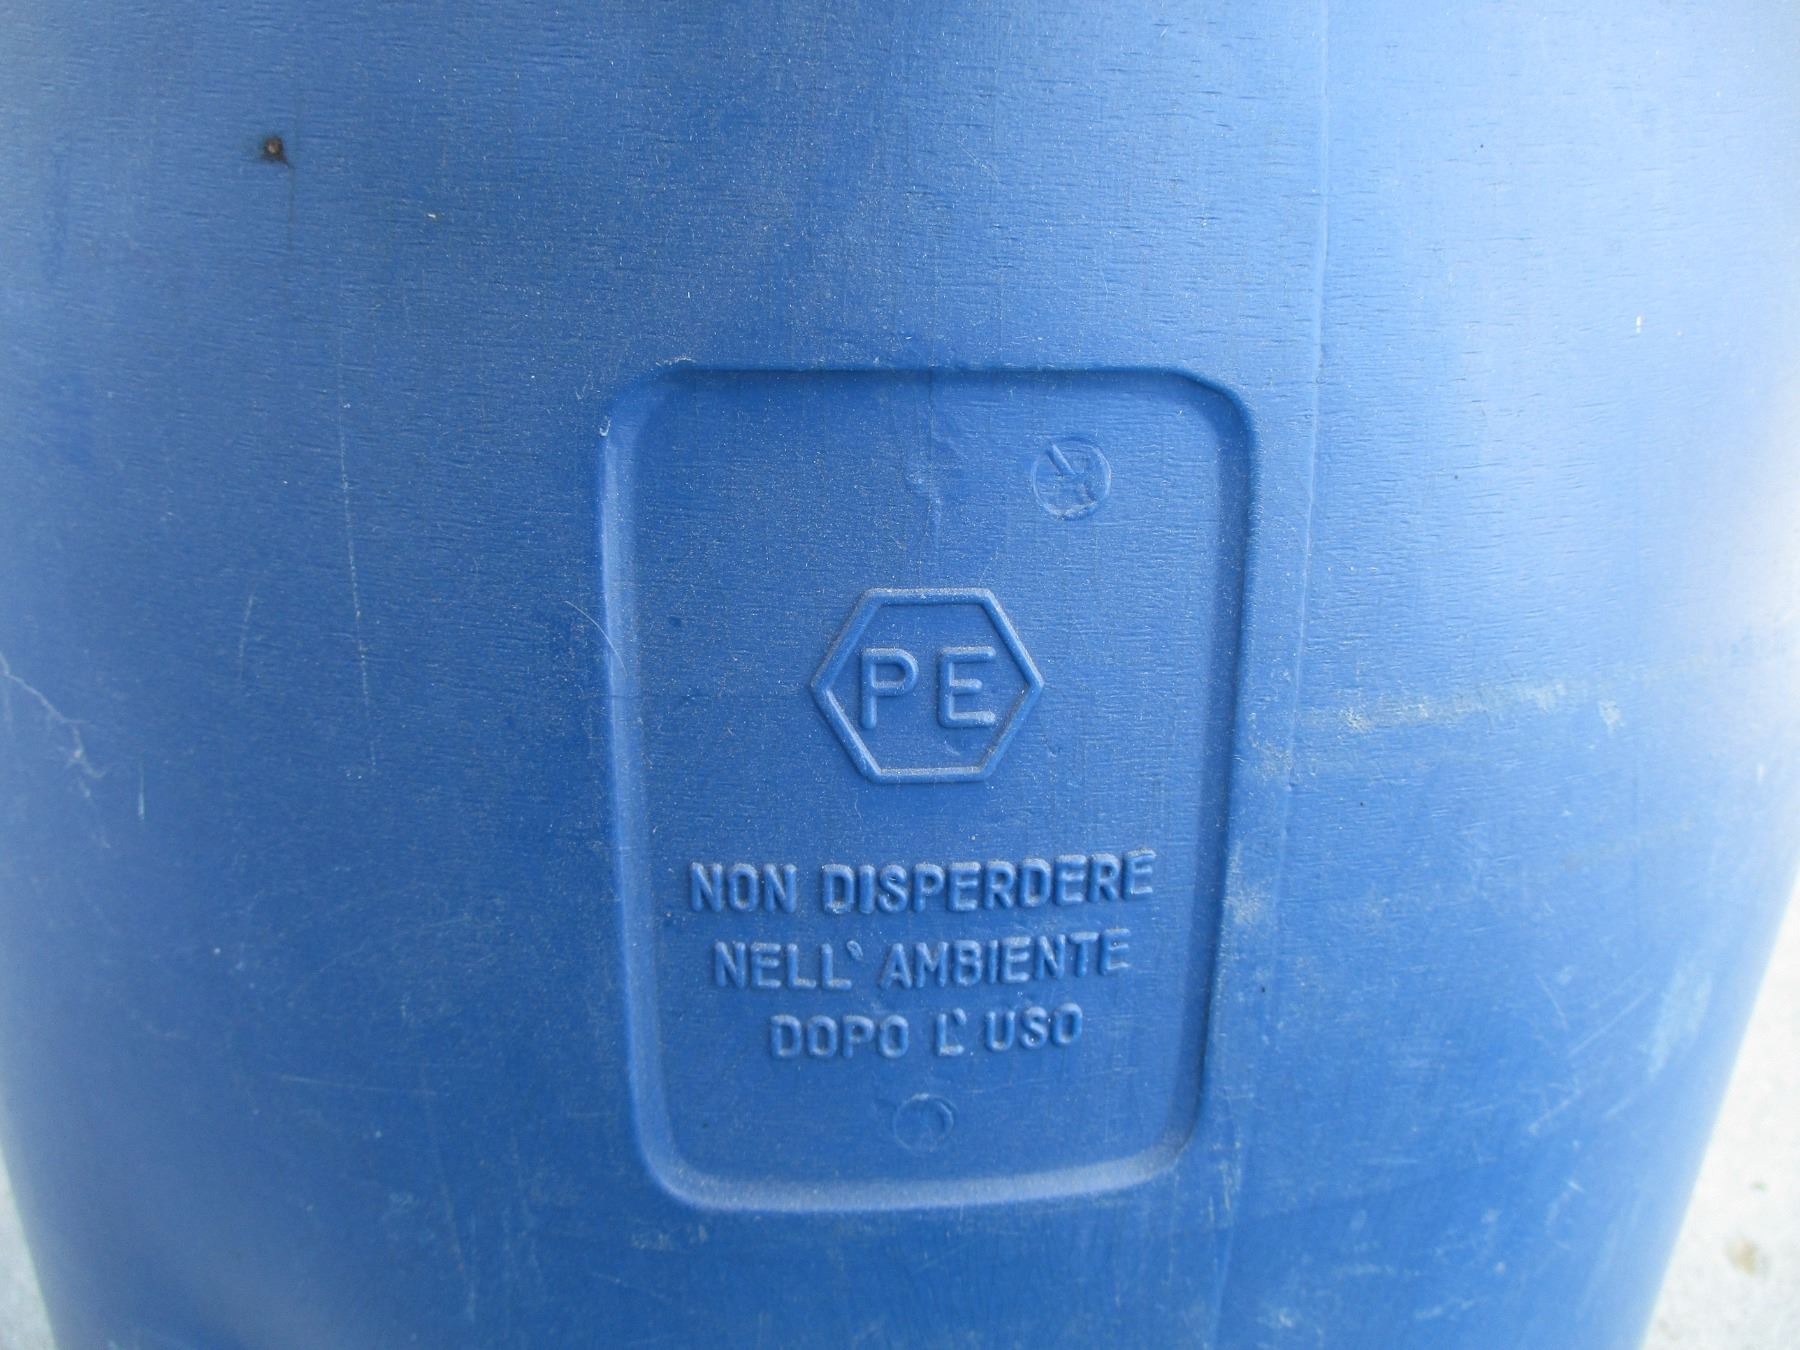 PE
NON DISPERDERE
NELL'AMBIENTE
DOPO L'USO